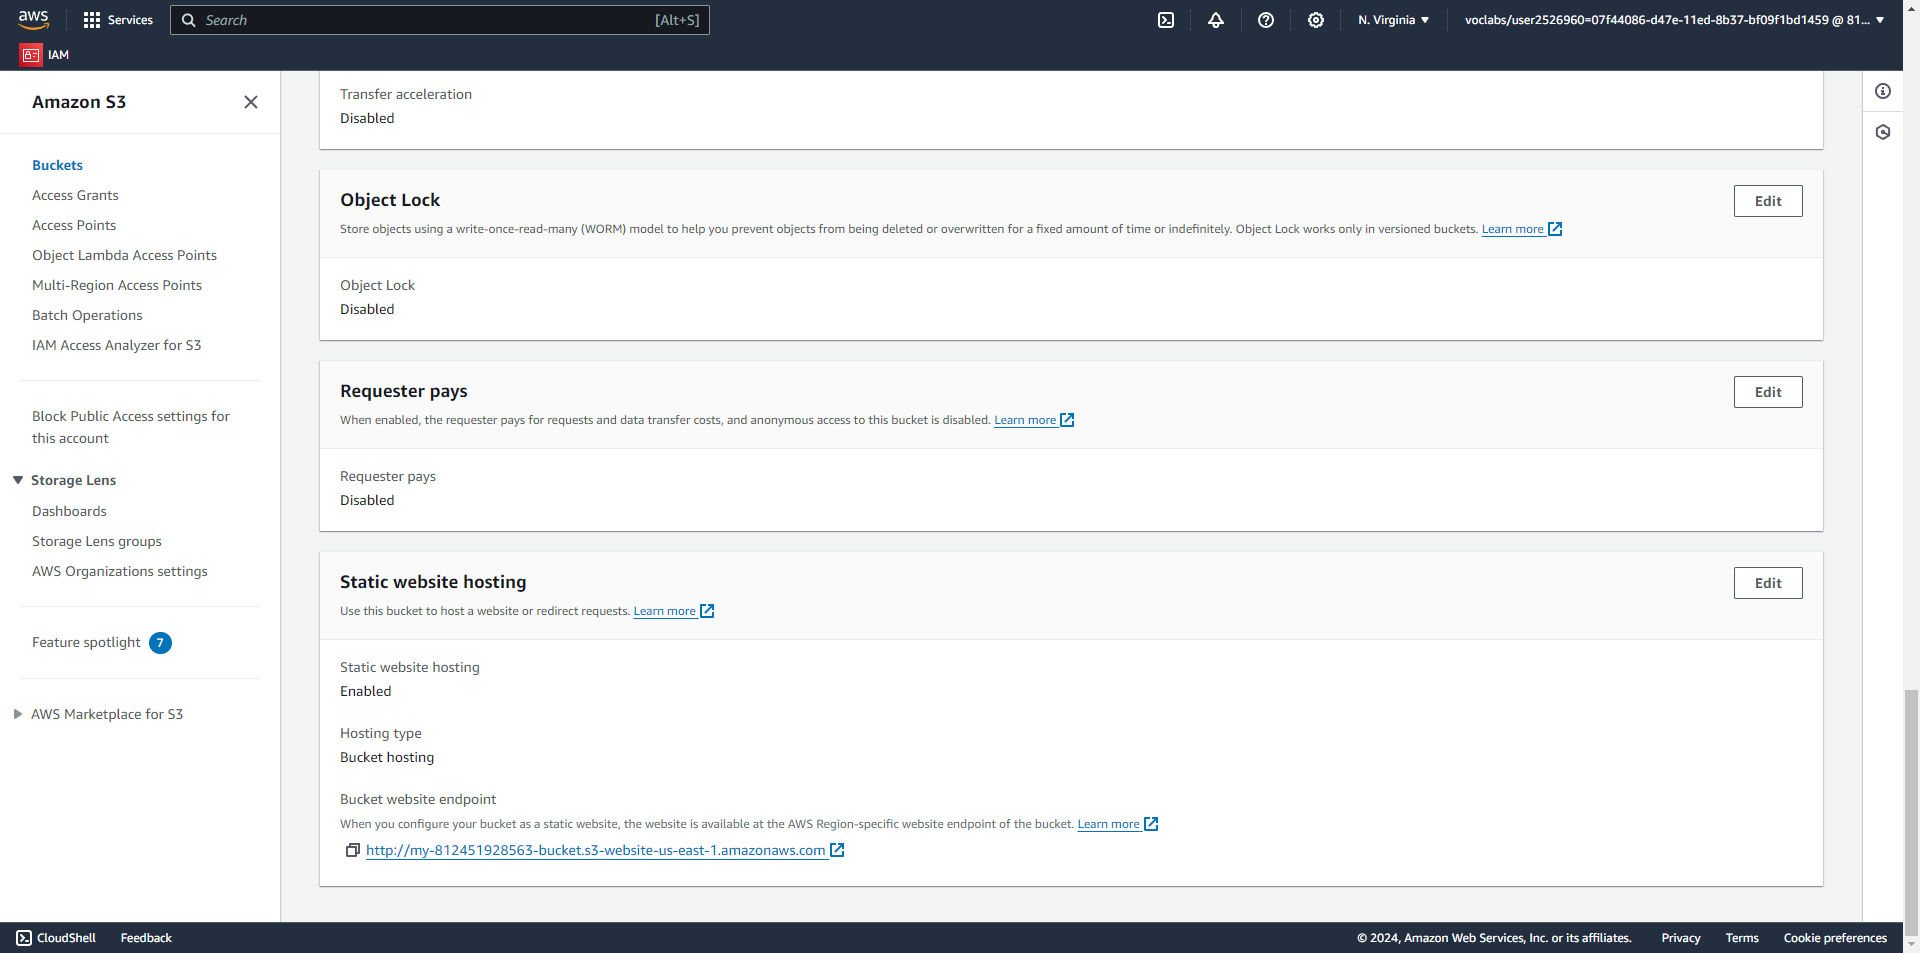 aws
Services
Search
[Alt+S]
N. Virginia
voclabs/user2526960=07f44086-d47e-11ed-8b37-bf09f1bd1459 @ 81...
IAM
Amazon S3
Buckets
Access Grants
Access Points
Object Lambda Access Points
Multi-Region Access Points
Batch Operations
IAM Access Analyzer for S3
Block Public Access settings for
this account
Storage Lens
Dashboards
Storage Lens groups
AWS Organizations settings
Feature spotlight 7
AWS Marketplace for S3
Transfer acceleration
Disabled
Object Lock
Edit
Store objects using a write-once-read-many (WORM) model to help you prevent objects from being deleted or overwritten for a fixed amount of time or indefinitely. Object Lock works only in versioned buckets. Learn more
Object Lock
Disabled
Requester pays
Edit
When enabled, the requester pays for requests and data transfer costs, and anonymous access to this bucket is disabled. Learn more
Requester pays
Disabled
Static website hosting
Edit
Use this bucket to host a website or redirect requests. Learn more
Static website hosting
Enabled
Hosting type
Bucket hosting
Bucket website endpoint
When you configure your bucket as a static website, the website is available at the AWS Region-specific website endpoint of the bucket. Learn more
http://my-812451928563-bucket.s3-website-us-east-1.amazonaws.com
CloudShell
Feedback
© 2024, Amazon Web Services, Inc. or its affiliates.
Privacy
Terms
Cookie preferences